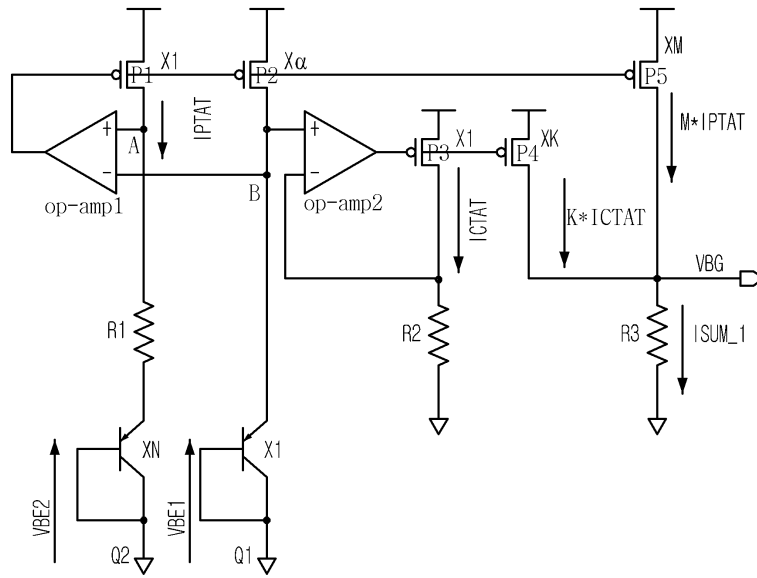 X1
Xα
XM
P1
P2
P5
IPTAT
M*IPTAT
+
A
−
op-amp1
B
+
−
op-amp2
P3
X1
P4
XK
ICTAT
K*ICTAT
VBG
R1
R2
R3
ISUM_1
XN
X1
VBE2
VBE1
Q2
Q1